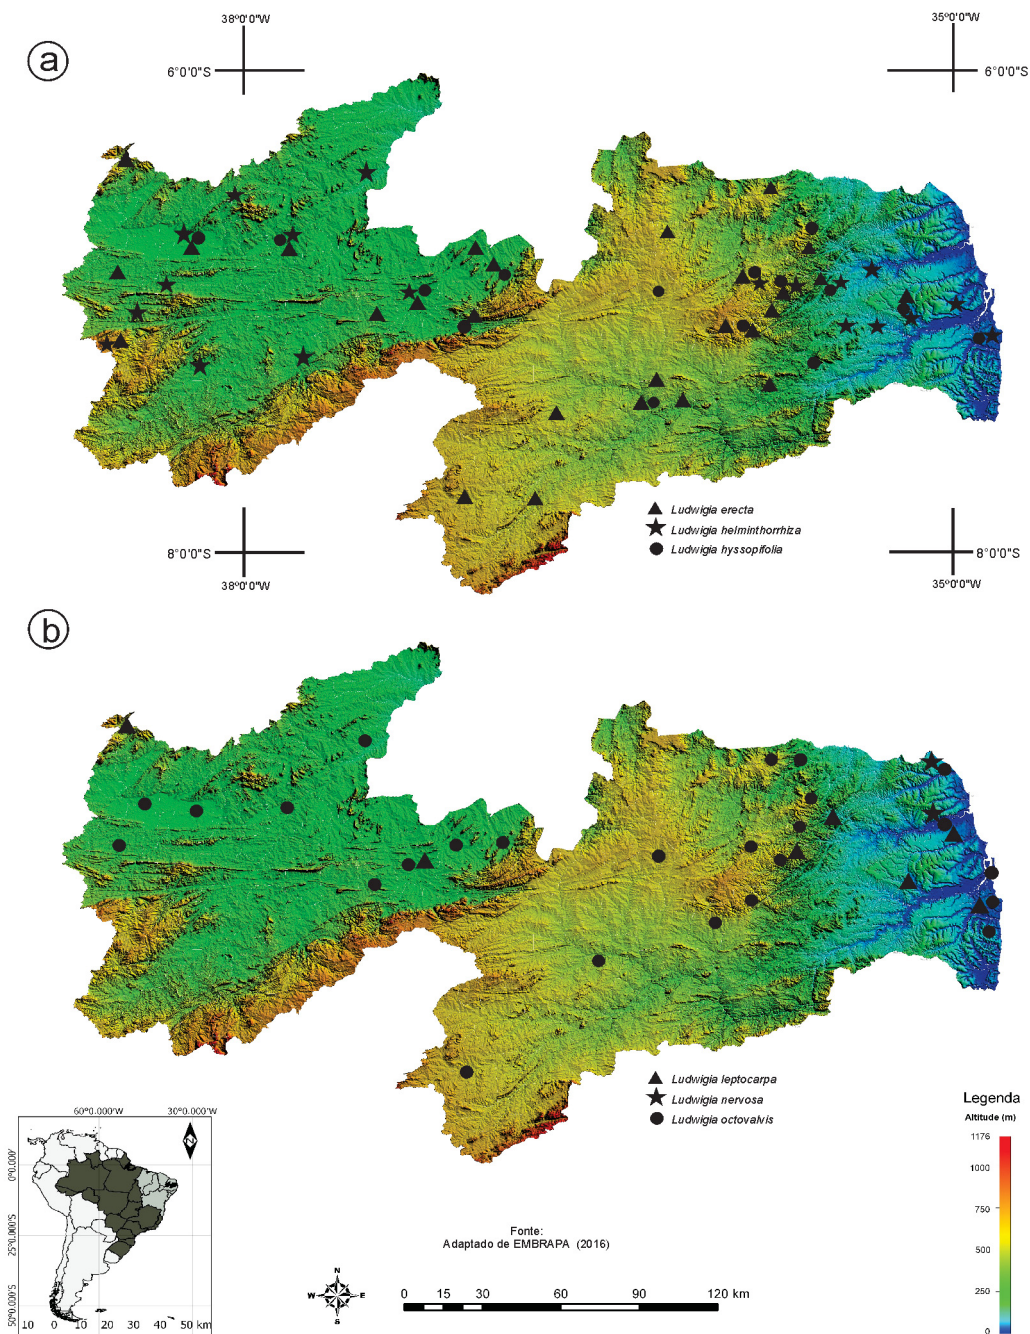 38°0'0"W
35°0'0"W
a
6°0'0"S
6°0'0"S
Ludwigia erecta
Ludwigia helminthorrhiza
Ludwigia hyssopifolia
8°0'0"S
8°0'0"S
38°0'0"W
35°0'0"W
b
Ludwigia leptocarpa
Ludwigia nervosa
Ludwigia octovalvis
Legenda
Altitude (m)
1176
1000
750
500
250
0
60°0.000'W
30°0.000'W
N
0°0.000'
25°0.000'S
50°0.000'S
10 0 10 20 30 40 50 km
Fonte:
Adaptado de EMBRAPA (2016)
N
W
E
S
0 15 30 60 90 120 km